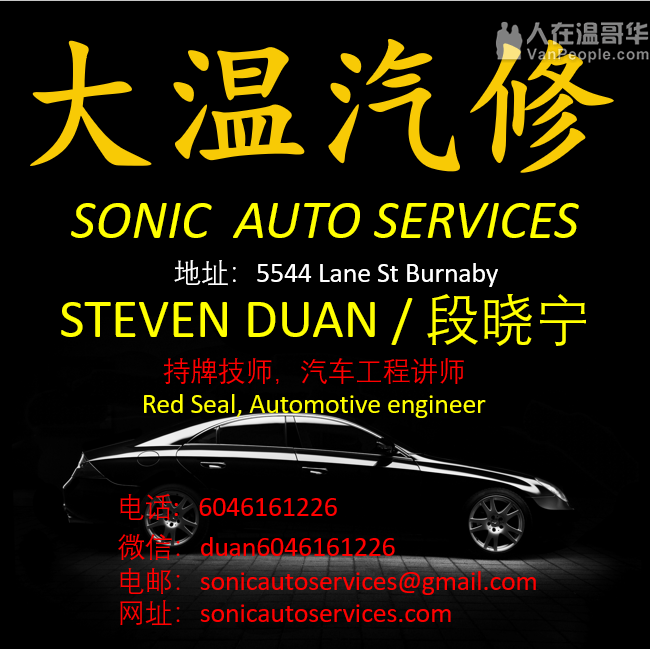 人在温哥华
VanPeople.com
大温汽修
SONIC AUTO SERVICES
地址：5544 Lane St Burnaby
STEVEN DUAN / 段晓宁
持牌技师，汽车工程讲师
Red Seal, Automotive engineer
电话：6046161226
微信：duan6046161226
电邮：sonicautoservices@gmail.com
网址：sonicautoservices.com